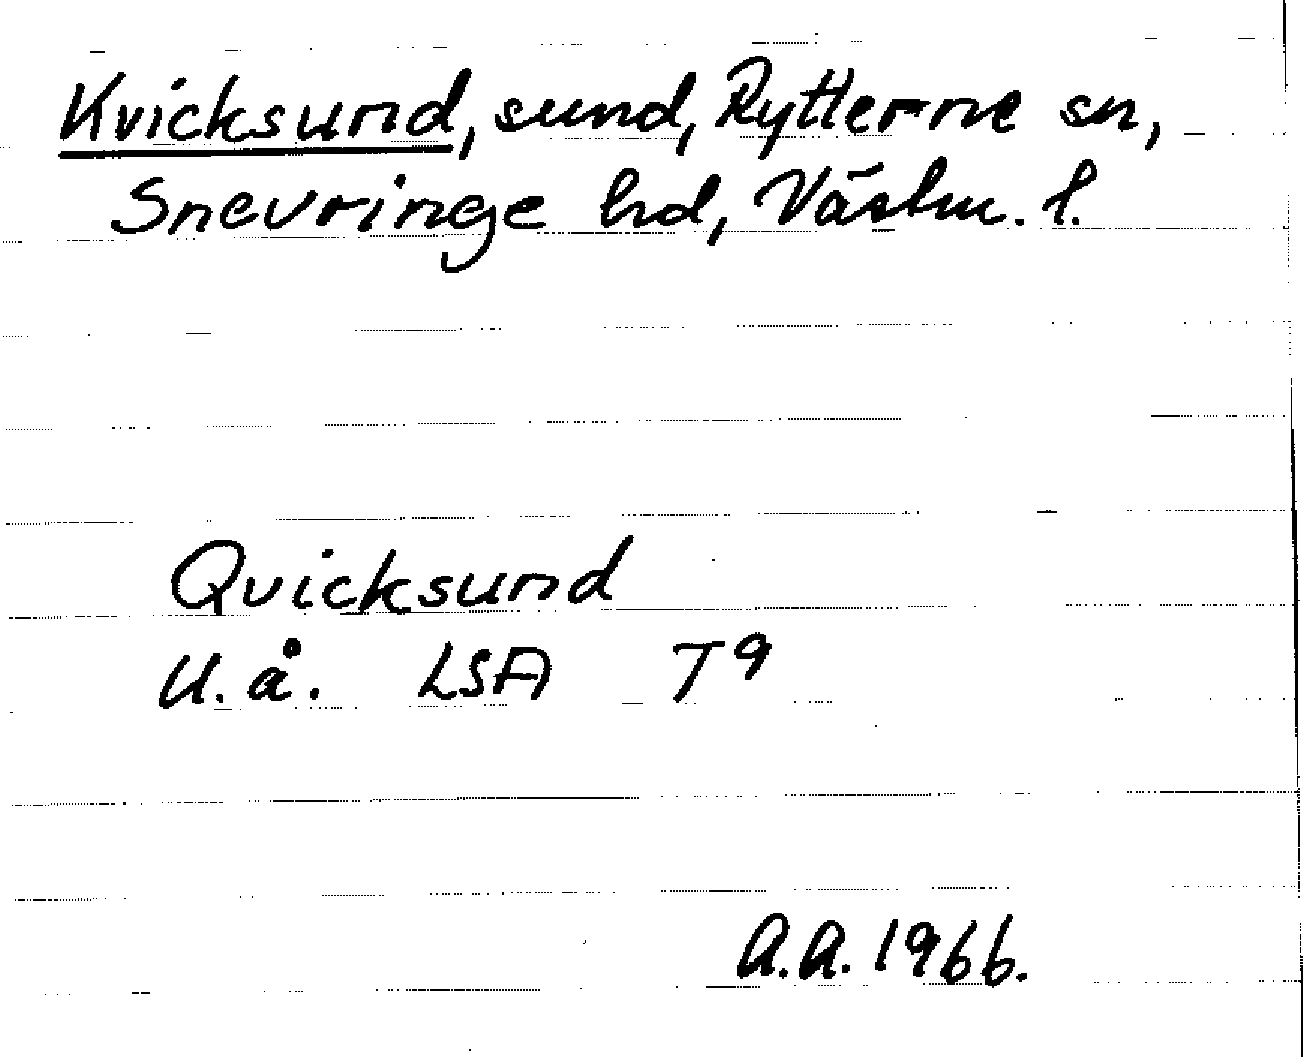 Kvicksund, sund, Rytterne sn,
Snevringe hd, Västm. l.
Quicksund
U.å. LSA T9
A.A. 1966.